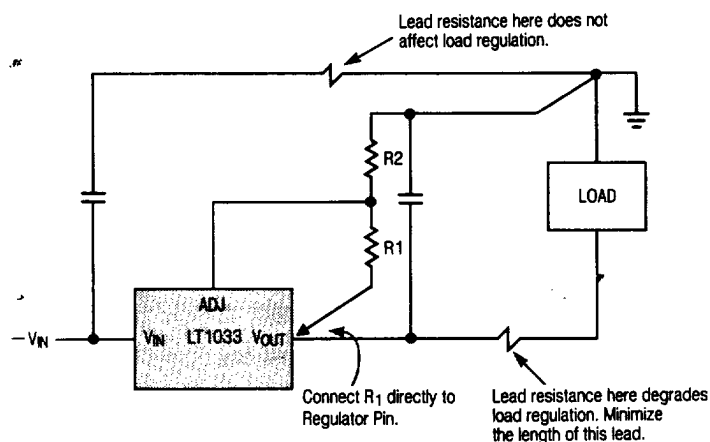 Lead resistance here does not
affect load regulation.
R2
LOAD
R1
ADJ
–VIN
VIN LT1033 VOUT
Connect R1 directly to
Regulator Pin.
Lead resistance here degrades
load regulation. Minimize
the length of this lead.